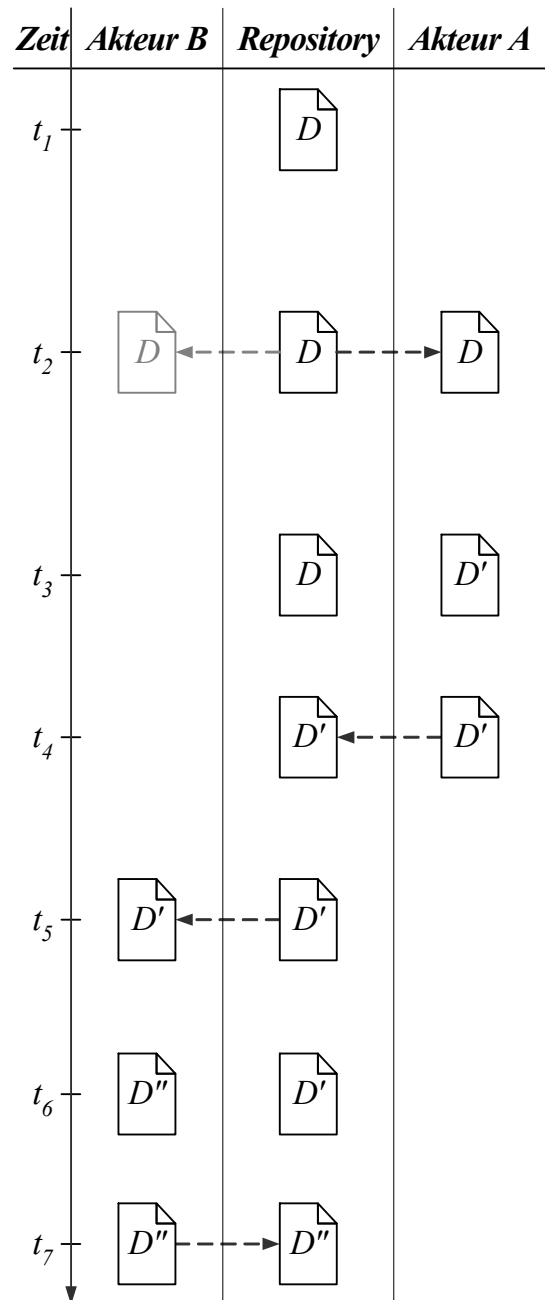 Zeit Akteur B Repository Akteur A
t1 D
t2 D D D
t3 D D'
t4 D' D'
t5 D' D'
t6 D'' D'
t7 D'' D''